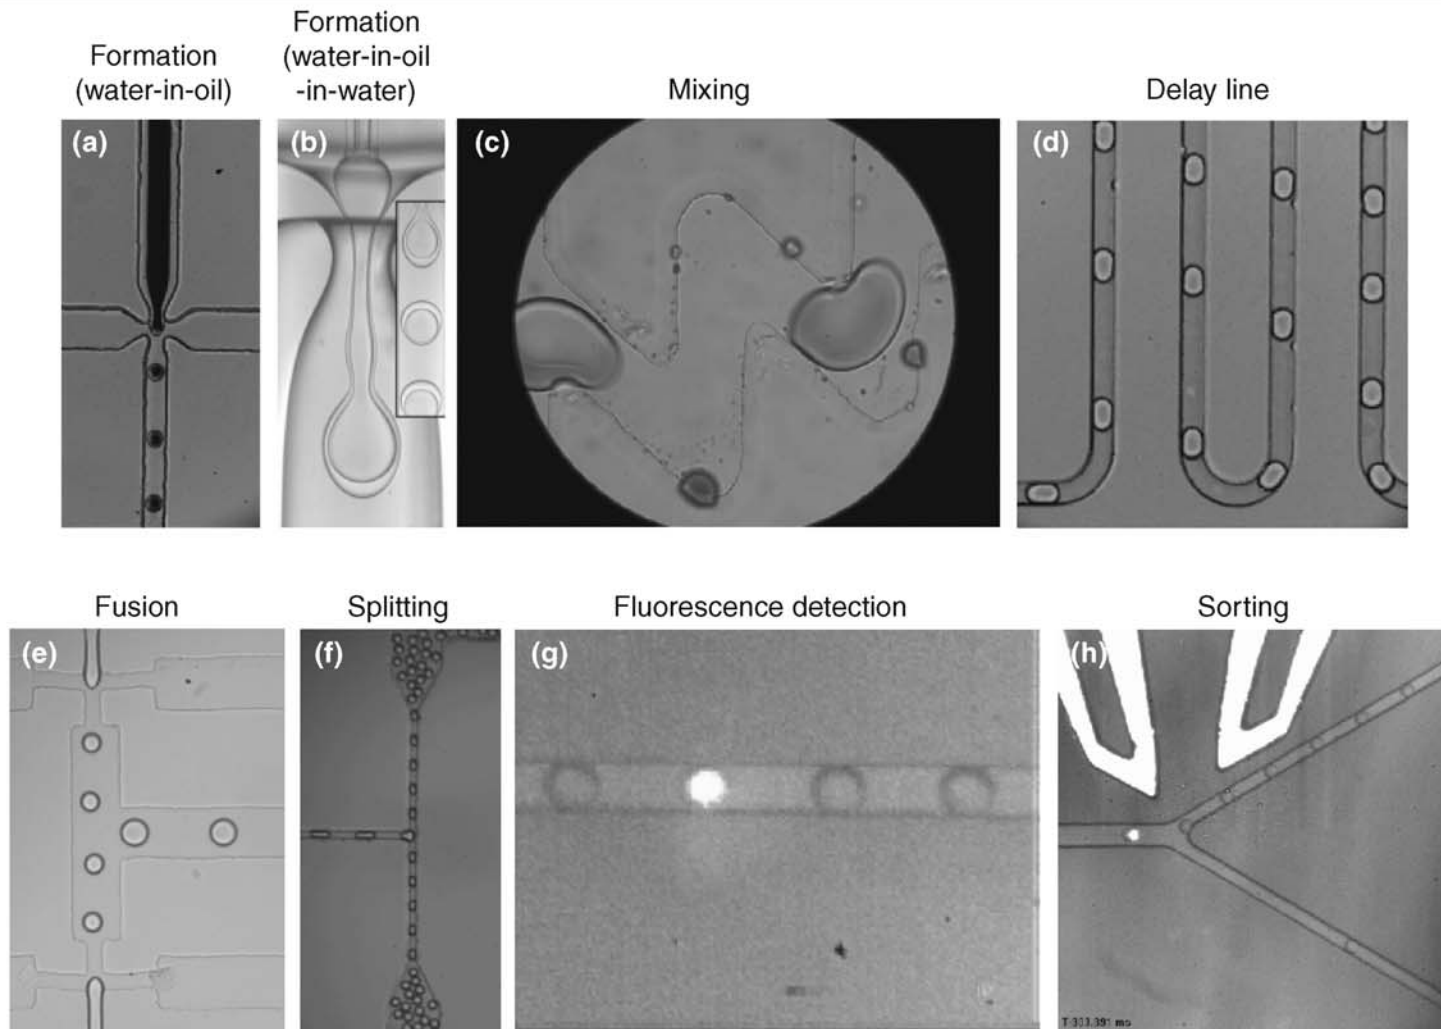 Formation
(water-in-oil)
Formation
(water-in-oil
-in-water)
Mixing
Delay line
(a)
(b)
(c)
(d)
Fusion
Splitting
Fluorescence detection
Sorting
(e)
(f)
(g)
(h)